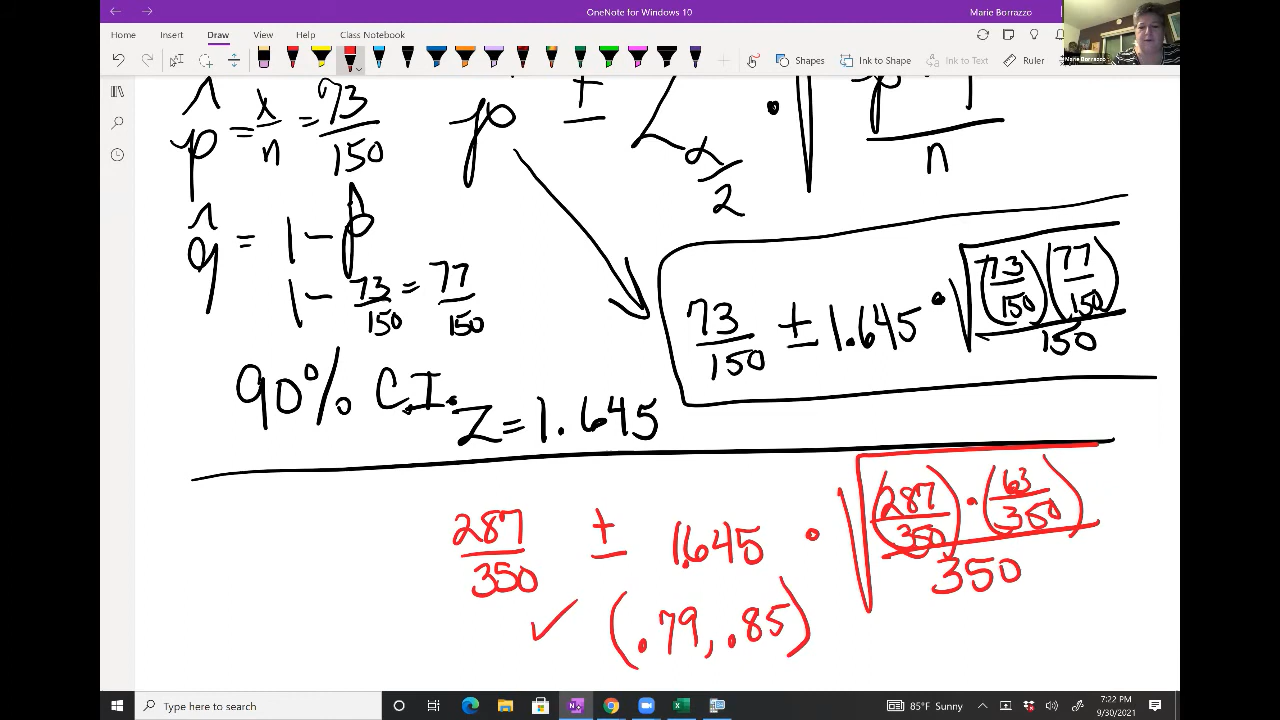 OneNote for Windows 10
Marie Borrazzo
Home Insert Draw View Help Class Notebook
Shapes Ink to Shape Ink to Text Ruler
Marie Borrazzo
p̂ = x/n = 73/150
p ± Z α/2 · √ n
q̂ = 1 - p̂
1 - 73/150 = 77/150
73/150 ± 1.645 · √ (73/150)(77/150) / 150
90% C.I. Z = 1.645
287/350 ± 1.645 · √ (287/350) · (63/350) / 350
✓ (.79, .85)
Type here to search
85°F Sunny
7:22 PM
9/30/2021